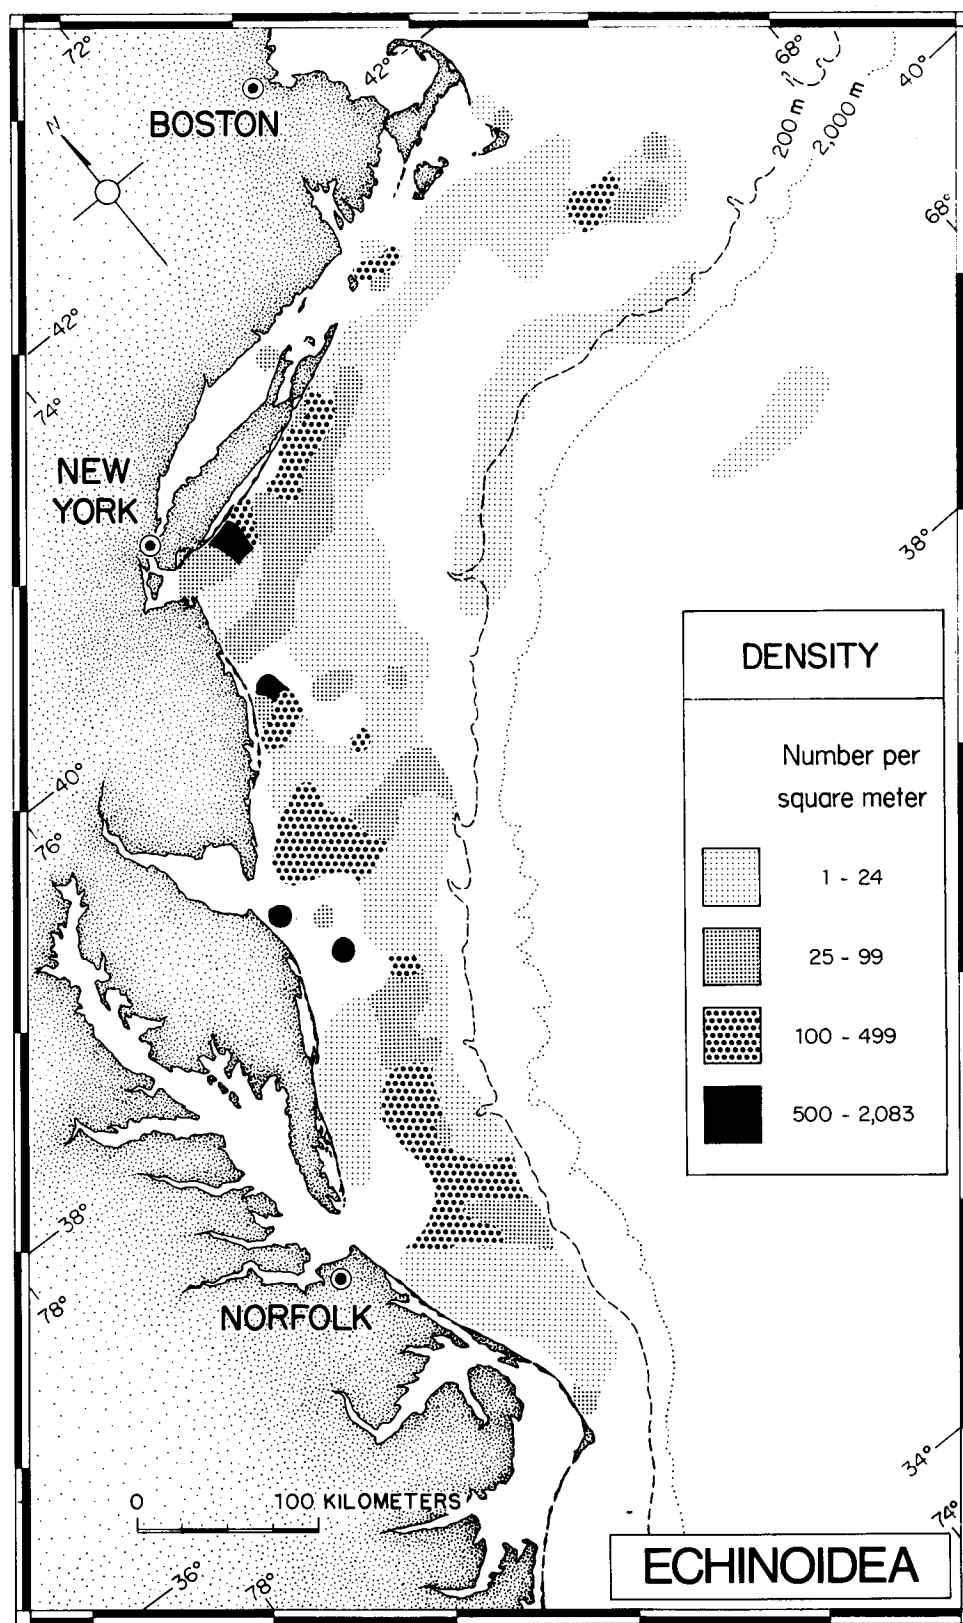 72°
42°
68°
40°
BOSTON
N
200 m
2,000 m
68°
42°
74°
NEW
YORK
38°
DENSITY
Number per
square meter
1 - 24
25 - 99
100 - 499
500 - 2,083
40°
76°
38°
78°
NORFOLK
34°
74°
0 100 KILOMETERS
36°
78°
ECHINOIDEA